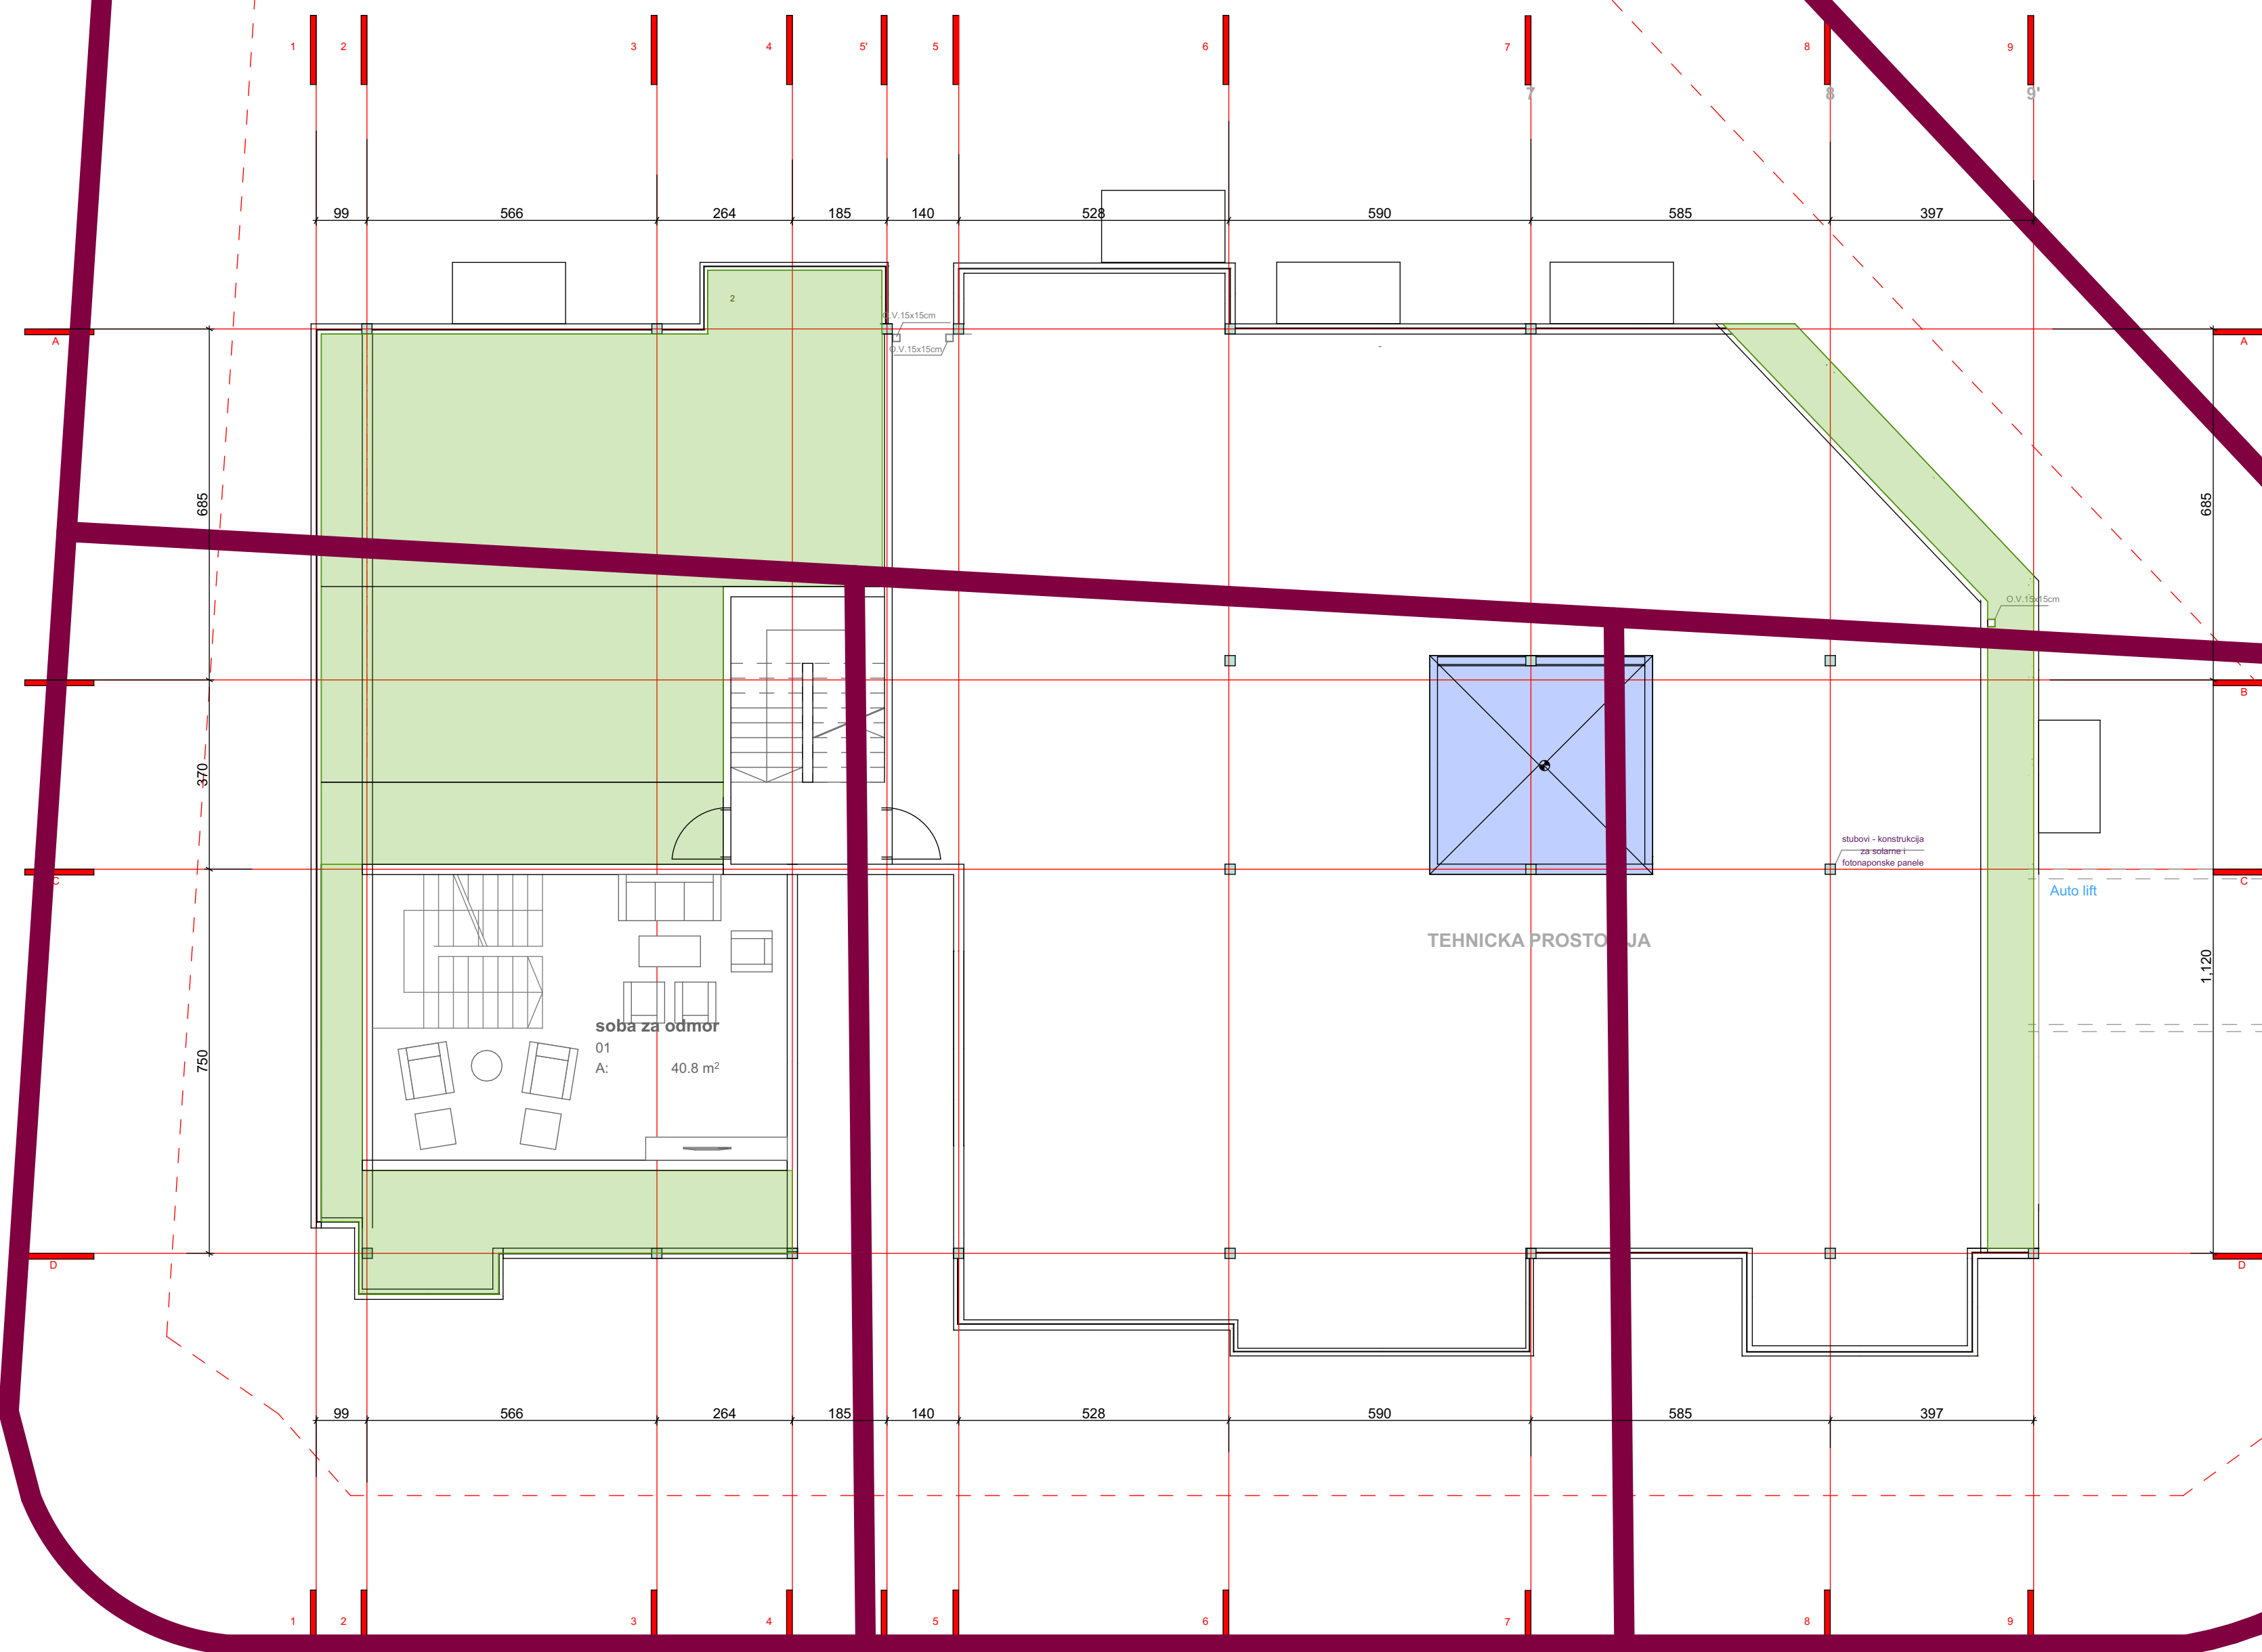 1 2 3 4 5' 5 6 7 8 9
7 8 9'
99 566 264 185 140 528 590 585 397
2
O.V.15x15cm
O.V.15x15cm
A A
685 685
O.V.15x15cm
B
370
stubovi - konstrukcija
za solarne i
fotonaponske panele
C C
Auto lift
TEHNICKA PROSTO JA
1,120
soba za odmor
01
A: 40.8 m²
750
D D
99 566 264 185 140 528 590 585 397
1 2 3 4 5 6 7 8 9